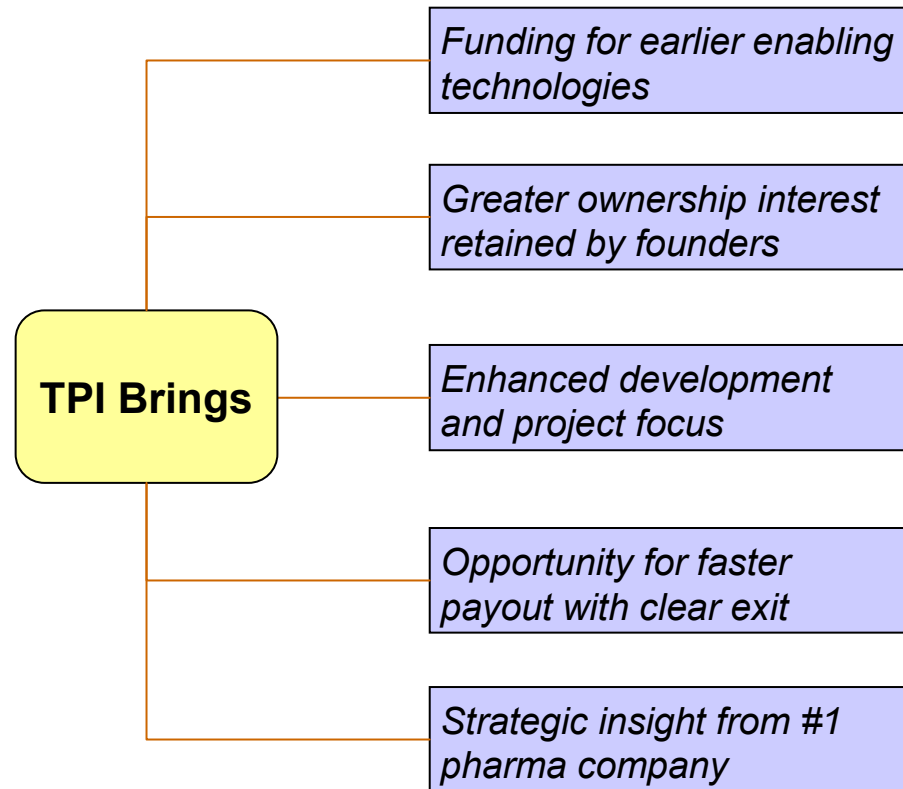 Funding for earlier enabling
technologies
Greater ownership interest
retained by founders
TPI Brings
Enhanced development
and project focus
Opportunity for faster
payout with clear exit
Strategic insight from #1
pharma company